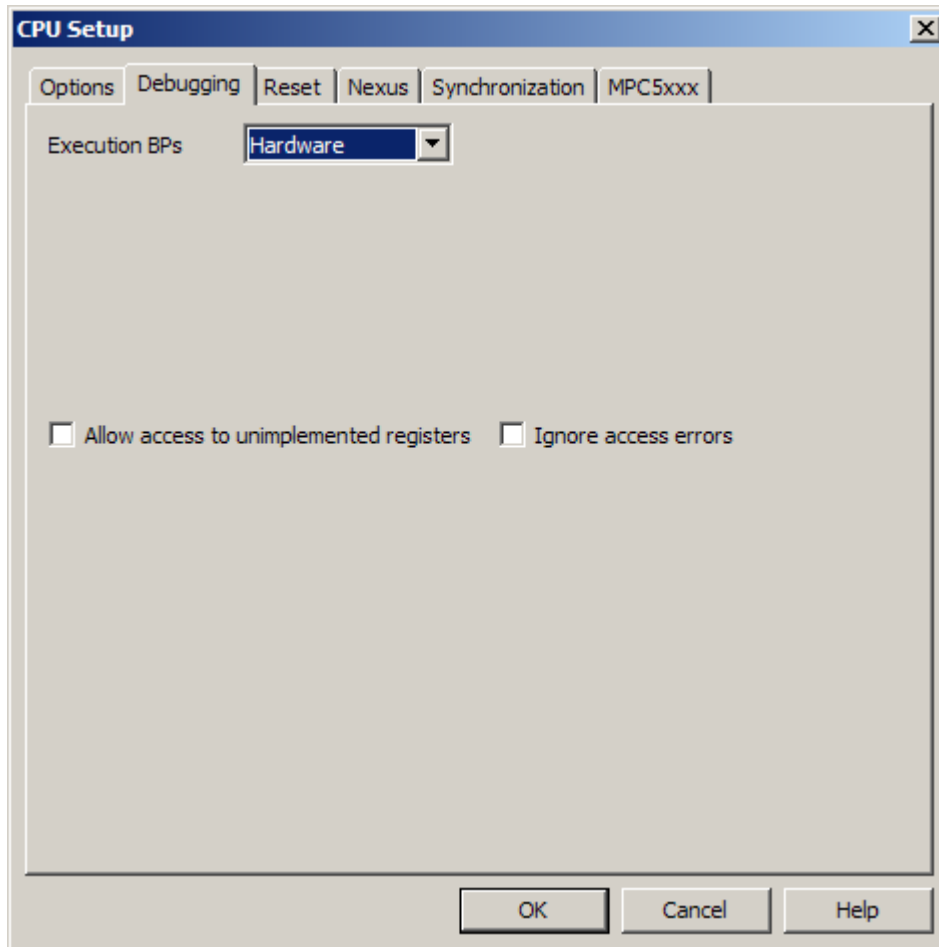 CPU Setup
Options Debugging Reset Nexus Synchronization MPC5xxx
Execution BPs Hardware
Allow access to unimplemented registers Ignore access errors
OK Cancel Help